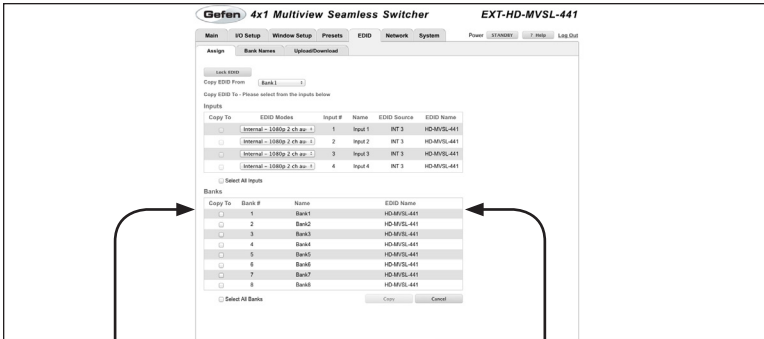 Gefen 4x1 Multiview Seamless Switcher EXT-HD-MVSL-441
Main I/O Setup Window Setup Presets EDID Network System Power STANDBY ? Help Log Out
Assign Bank Names Upload/Download
Lock EDID
Copy EDID From Bank1
Copy EDID To - Please select from the inputs below
Inputs
Copy To EDID Modes Input # Name EDID Source EDID Name
Internal – 1080p 2 ch au 1 Input 1 INT 3 HD-MVSL-441
Internal – 1080p 2 ch au 2 Input 2 INT 3 HD-MVSL-441
Internal – 1080p 2 ch au 3 Input 3 INT 3 HD-MVSL-441
Internal – 1080p 2 ch au 4 Input 4 INT 3 HD-MVSL-441
Select All Inputs
Banks
Copy To Bank # Name EDID Name
1 Bank1 HD-MVSL-441
2 Bank2 HD-MVSL-441
3 Bank3 HD-MVSL-441
4 Bank4 HD-MVSL-441
5 Bank5 HD-MVSL-441
6 Bank6 HD-MVSL-441
7 Bank7 HD-MVSL-441
8 Bank8 HD-MVSL-441
Select All Banks Copy Cancel